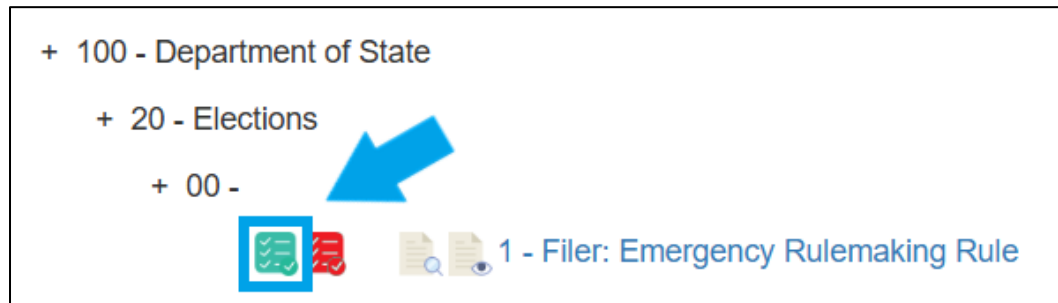 + 100 - Department of State
+ 20 - Elections
+ 00 -
1 - Filer: Emergency Rulemaking Rule